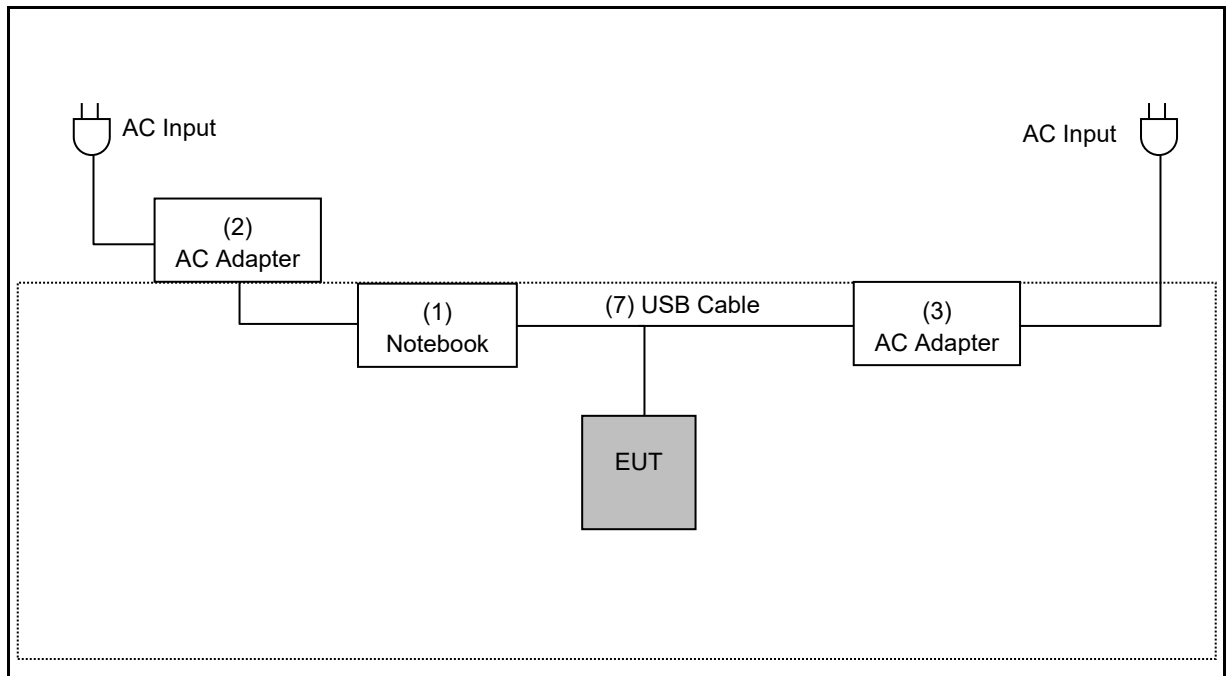 AC Input
AC Input
(2)
AC Adapter
(1)
Notebook
(7) USB Cable
(3)
AC Adapter
EUT